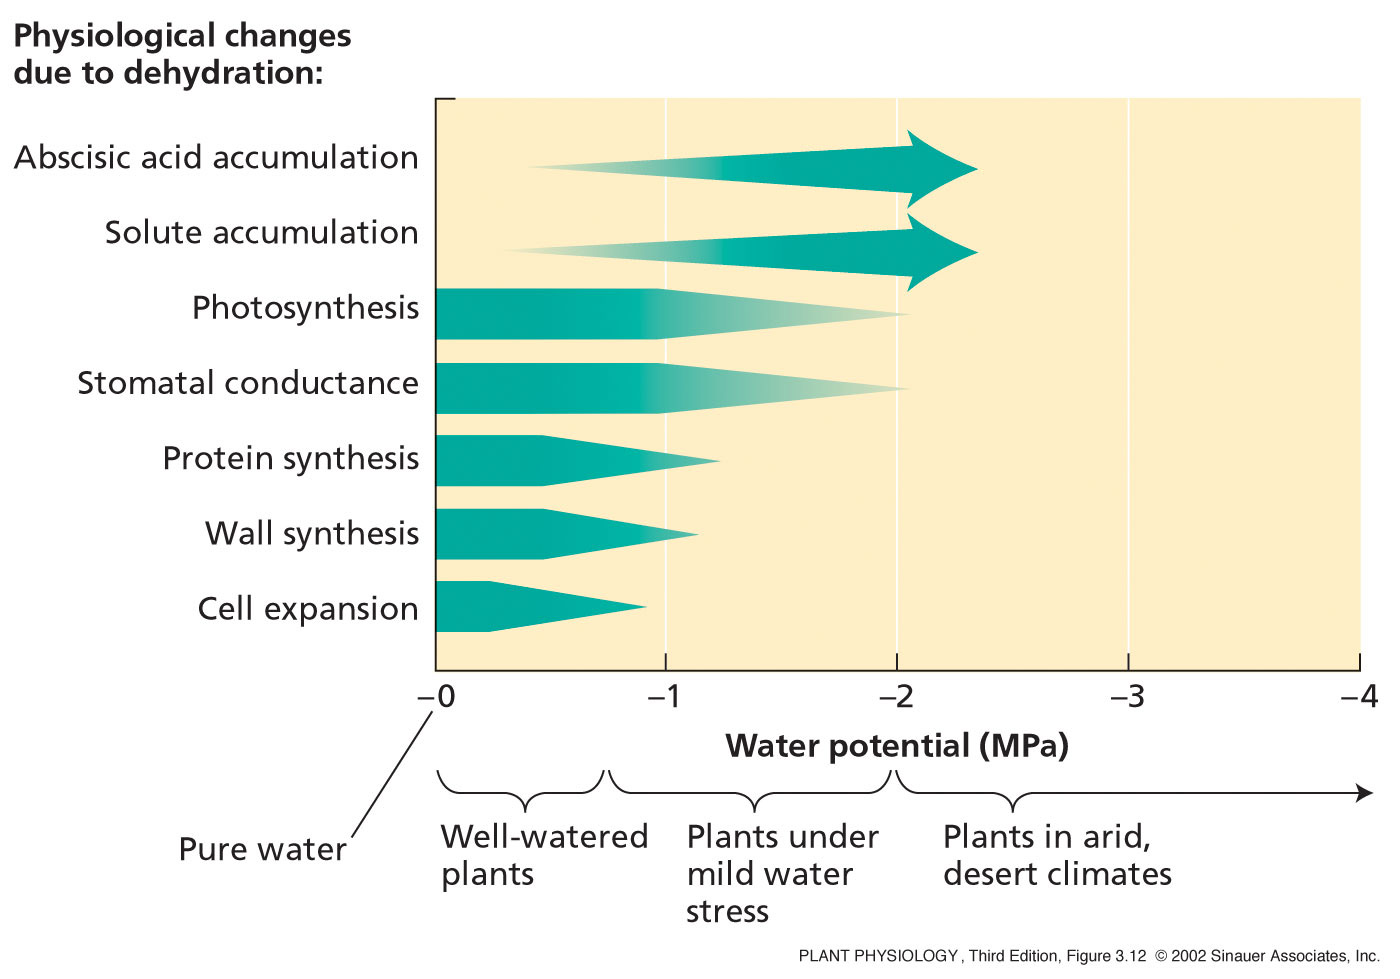 Physiological changes
due to dehydration:
Abscisic acid accumulation
Solute accumulation
Photosynthesis
Stomatal conductance
Protein synthesis
Wall synthesis
Cell expansion
–0
–1
–2
–3
–4
Water potential (MPa)
Pure water
Well-watered
plants
Plants under
mild water
stress
Plants in arid,
desert climates
PLANT PHYSIOLOGY, Third Edition, Figure 3.12 © 2002 Sinauer Associates, Inc.